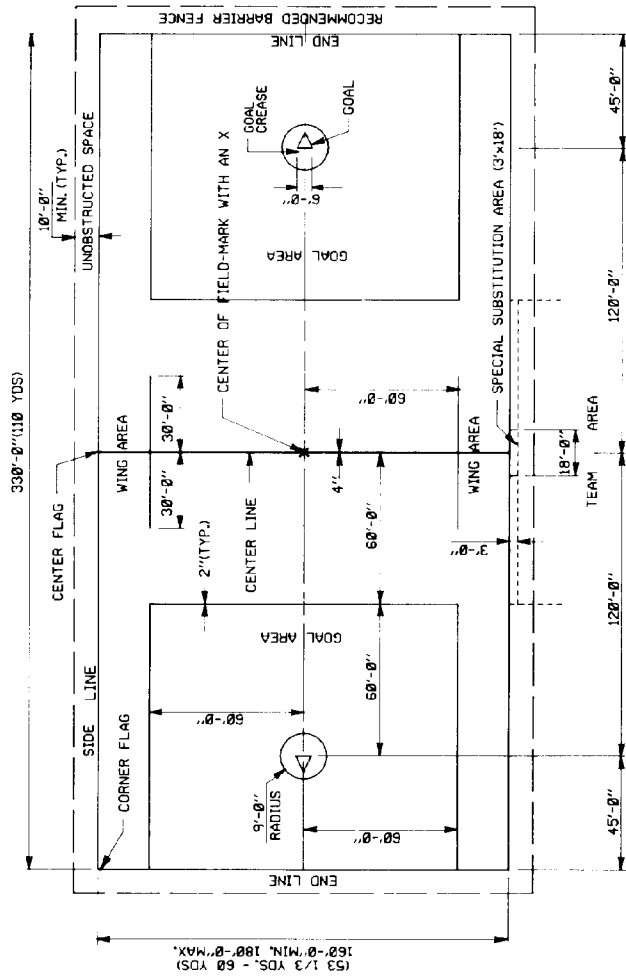 330'-0"(110 YDS)
10'-0"
MIN.(TYP.)
UNOBSTRUCTED SPACE
RECOMMENDED BARRIER FENCE
CENTER FLAG
SIDE LINE
CORNER FLAG
WING AREA
30'-0"
30'-0"
2"(TYP.)
CENTER LINE
CENTER OF FIELD-MARK WITH AN X
END LINE
GOAL
CREASE
GOAL
6'-0"
GOAL AREA
60'-0"
4"
60'-0"
GOAL AREA
60'-0"
60'-0"
9'-0"
RADIUS
60'-0"
END LINE
WING AREA
SPECIAL SUBSTITUTION AREA (3'x18')
3'-0"
18'-0"
TEAM AREA
45'-0"
120'-0"
120'-0"
45'-0"
160'-0"MIN. 180'-0"MAX.
(53 1/3 YDS. - 60 YDS)